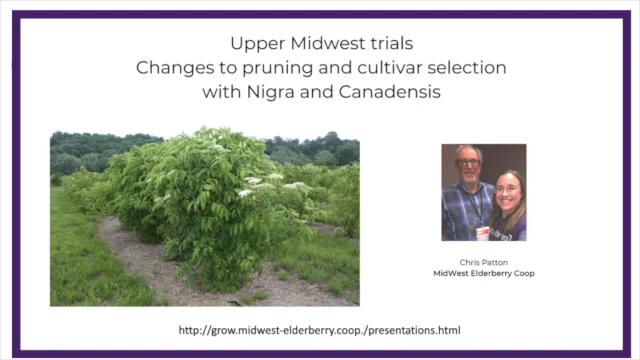 Upper Midwest trials
Changes to pruning and cultivar selection
with Nigra and Canadensis
Chris Patton
MidWest Elderberry Coop
http://grow.midwest-elderberry.coop./presentations.html